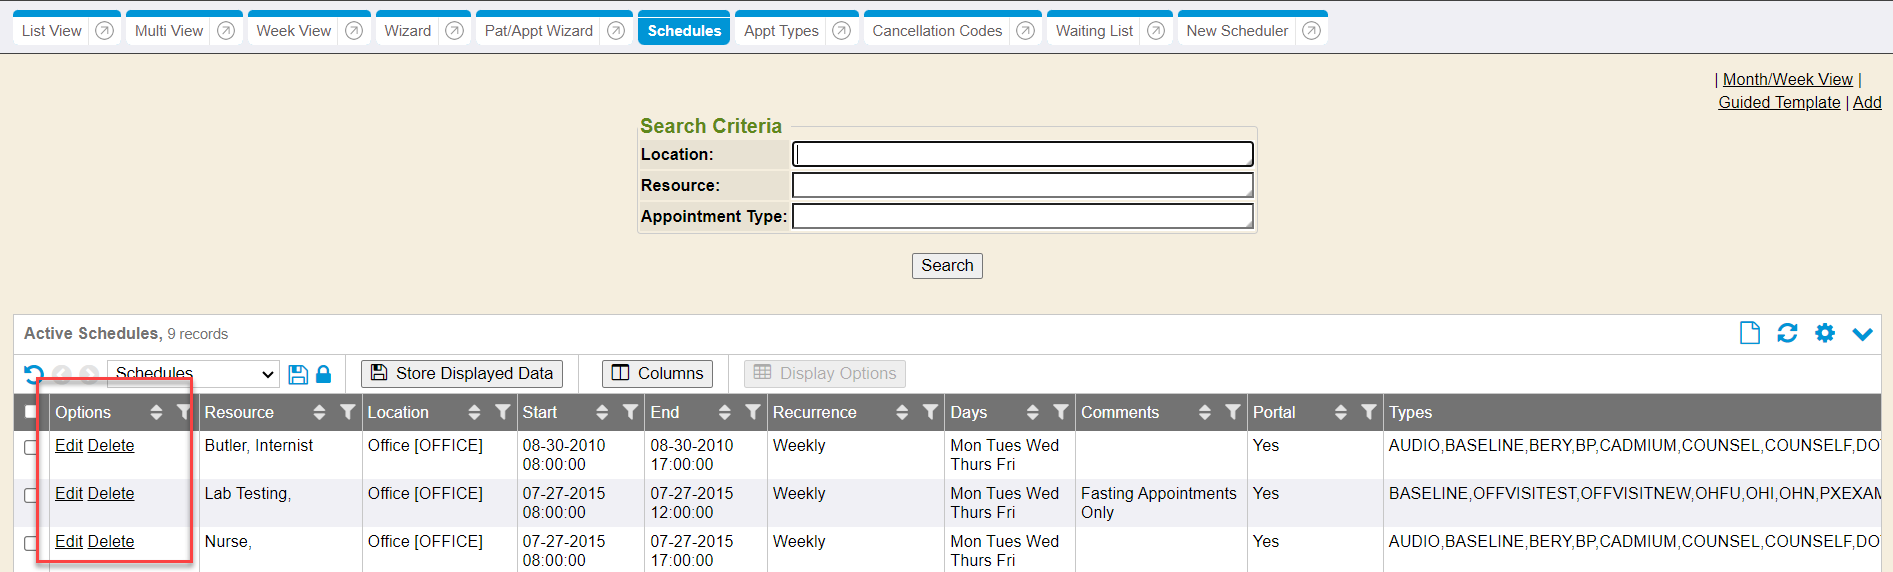 List View Multi View Week View Wizard Pat/Appt Wizard Schedules Appt Types Cancellation Codes Waiting List New Scheduler
| Month/Week View |
Guided Template | Add
Search Criteria
Location:
Resource:
Appointment Type:
Search
Active Schedules, 9 records
Schedules Store Displayed Data Columns Display Options
Options Resource Location Start End Recurrence Days Comments Portal Types
Edit Delete Butler, Internist Office [OFFICE] 08-30-2010 08-30-2010 Weekly Mon Tues Wed Yes AUDIO,BASELINE,BERY,BP,CADMIUM,COUNSEL,COUNSELF,DO
08:00:00 17:00:00 Thurs Fri
Edit Delete Lab Testing, Office [OFFICE] 07-27-2015 07-27-2015 Weekly Mon Tues Wed Fasting Appointments Yes BASELINE,OFFVISITEST,OFFVISITNEW,OHFU,OHI,OHN,PXEXAM
08:00:00 12:00:00 Thurs Fri Only
Edit Delete Nurse, Office [OFFICE] 07-27-2015 07-27-2015 Weekly Mon Tues Wed Yes AUDIO,BASELINE,BERY,BP,CADMIUM,COUNSEL,COUNSELF,DO
08:00:00 17:00:00 Thurs Fri